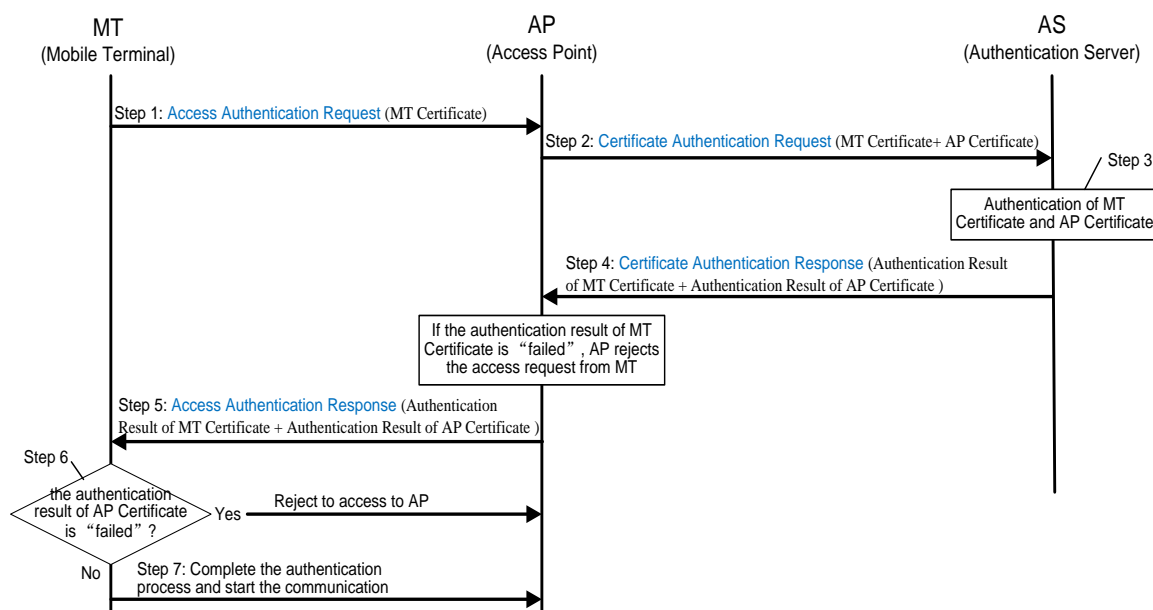 MT
(Mobile Terminal)
AP
(Access Point)
AS
(Authentication Server)
Step 1: Access Authentication Request (MT Certificate)
Step 2: Certificate Authentication Request (MT Certificate+ AP Certificate)
Step 3
Authentication of MT
Certificate and AP Certificate
Step 4: Certificate Authentication Response (Authentication Result
of MT Certificate + Authentication Result of AP Certificate )
If the authentication result of MT
Certificate is “failed”, AP rejects
the access request from MT
Step 5: Access Authentication Response (Authentication
Result of MT Certificate + Authentication Result of AP Certificate )
Step 6
the authentication
result of AP Certificate
is “failed”?
Yes
Reject to access to AP
No
Step 7: Complete the authentication
process and start the communication